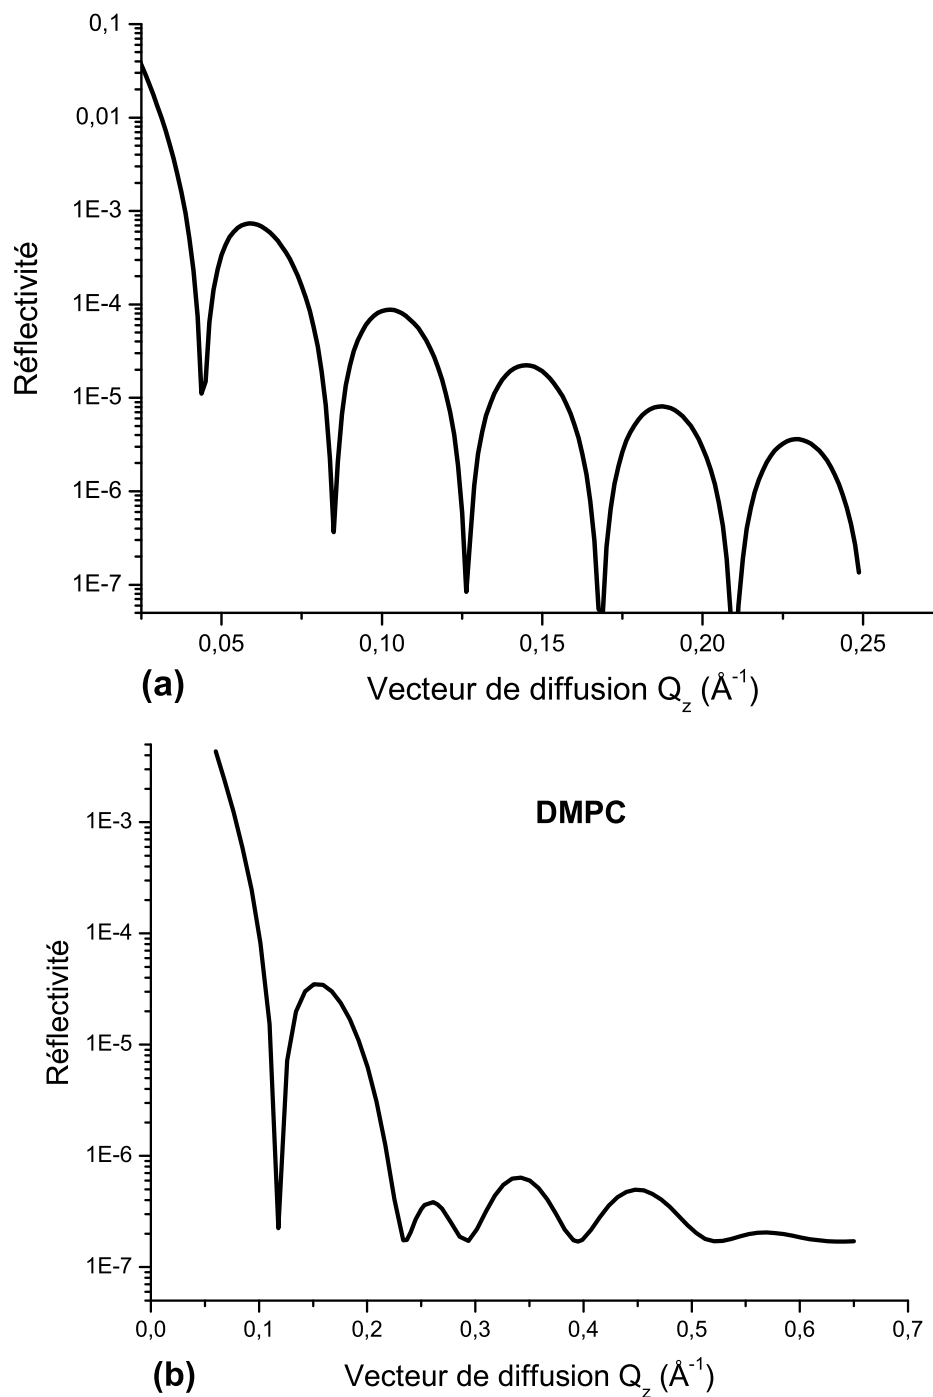 0,1
0,01
1E-3
1E-4
1E-5
1E-6
1E-7
Réflectivité
0,05 0,10 0,15 0,20 0,25
(a)
Vecteur de diffusion Qz (Å-1)
DMPC
1E-3
1E-4
1E-5
1E-6
1E-7
Réflectivité
0,0 0,1 0,2 0,3 0,4 0,5 0,6 0,7
(b)
Vecteur de diffusion Qz (Å-1)